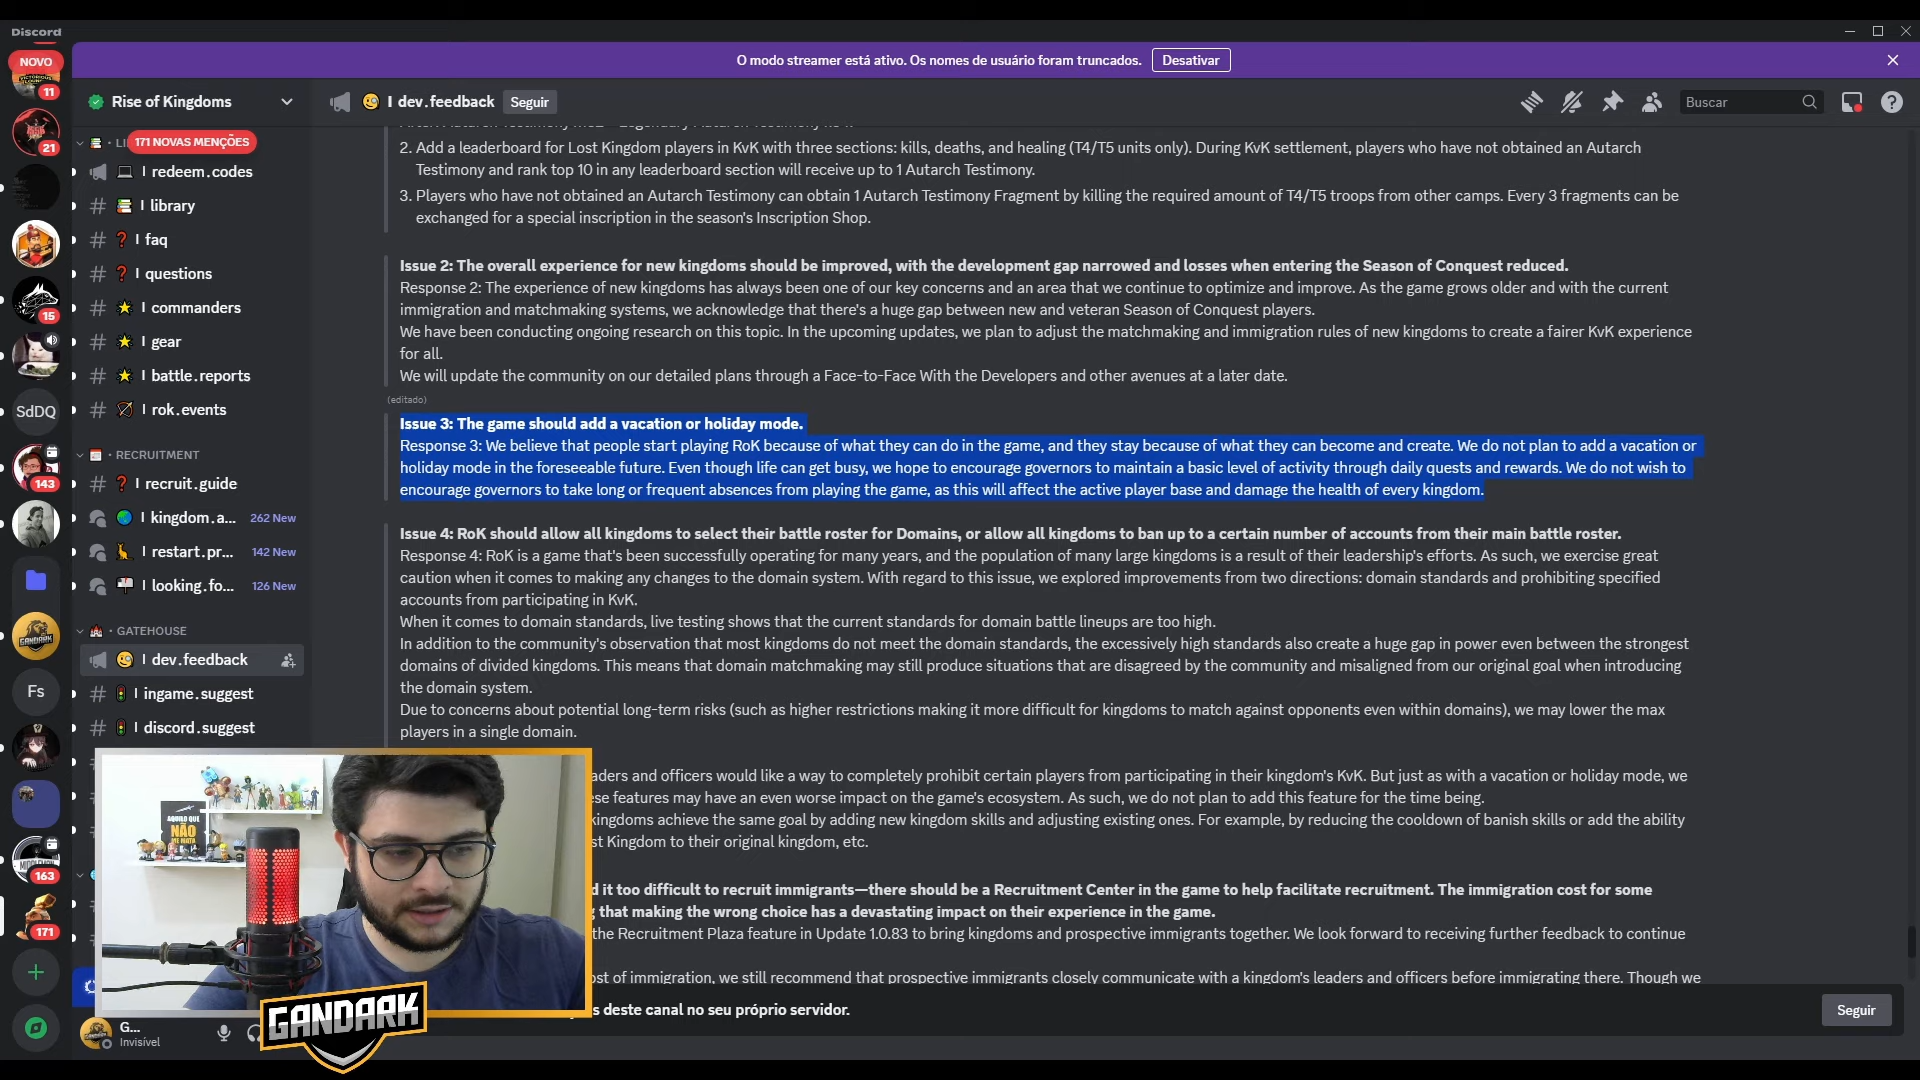 Discord
O modo streamer está ativo. Os nomes de usuário foram truncados.
Desativar
NOVO
11
21
15
SdDQ
143
Fs
163
171
Rise of Kingdoms
171 NOVAS MENÇÕES
redeem.codes
library
faq
questions
commanders
gear
battle.reports
rok.events
RECRUITMENT
recruit.guide
kingdom.a... 262 New
restart.pr... 142 New
looking.fo... 126 New
GATEHOUSE
dev.feedback
ingame.suggest
discord.suggest
G...
Invisível
dev.feedback
Seguir
Buscar
2. Add a leaderboard for Lost Kingdom players in KvK with three sections: kills, deaths, and healing (T4/T5 units only). During KvK settlement, players who have not obtained an Autarch
Testimony and rank top 10 in any leaderboard section will receive up to 1 Autarch Testimony.
3. Players who have not obtained an Autarch Testimony can obtain 1 Autarch Testimony Fragment by killing the required amount of T4/T5 troops from other camps. Every 3 fragments can be
exchanged for a special inscription in the season's Inscription Shop.
Issue 2: The overall experience for new kingdoms should be improved, with the development gap narrowed and losses when entering the Season of Conquest reduced.
Response 2: The experience of new kingdoms has always been one of our key concerns and an area that we continue to optimize and improve. As the game grows older and with the current
immigration and matchmaking systems, we acknowledge that there's a huge gap between new and veteran Season of Conquest players.
We have been conducting ongoing research on this topic. In the upcoming updates, we plan to adjust the matchmaking and immigration rules of new kingdoms to create a fairer KvK experience
for all.
We will update the community on our detailed plans through a Face-to-Face With the Developers and other avenues at a later date.
(editado)
Issue 3: The game should add a vacation or holiday mode.
Response 3: We believe that people start playing RoK because of what they can do in the game, and they stay because of what they can become and create. We do not plan to add a vacation or
holiday mode in the foreseeable future. Even though life can get busy, we hope to encourage governors to maintain a basic level of activity through daily quests and rewards. We do not wish to
encourage governors to take long or frequent absences from playing the game, as this will affect the active player base and damage the health of every kingdom.
Issue 4: RoK should allow all kingdoms to select their battle roster for Domains, or allow all kingdoms to ban up to a certain number of accounts from their main battle roster.
Response 4: RoK is a game that's been successfully operating for many years, and the population of many large kingdoms is a result of their leadership's efforts. As such, we exercise great
caution when it comes to making any changes to the domain system. With regard to this issue, we explored improvements from two directions: domain standards and prohibiting specified
accounts from participating in KvK.
When it comes to domain standards, live testing shows that the current standards for domain battle lineups are too high.
In addition to the community's observation that most kingdoms do not meet the domain standards, the excessively high standards also create a huge gap in power even between the strongest
domains of divided kingdoms. This means that domain matchmaking may still produce situations that are disagreed by the community and misaligned from our original goal when introducing
the domain system.
Due to concerns about potential long-term risks (such as higher restrictions making it more difficult for kingdoms to match against opponents even within domains), we may lower the max
players in a single domain.
aders and officers would like a way to completely prohibit certain players from participating in their kingdom's KvK. But just as with a vacation or holiday mode, we
ese features may have an even worse impact on the game's ecosystem. As such, we do not plan to add this feature for the time being.
kingdoms achieve the same goal by adding new kingdom skills and adjusting existing ones. For example, by reducing the cooldown of banish skills or add the ability
st Kingdom to their original kingdom, etc.
d it too difficult to recruit immigrants—there should be a Recruitment Center in the game to help facilitate recruitment. The immigration cost for some
g that making the wrong choice has a devastating impact on their experience in the game.
the Recruitment Plaza feature in Update 1.0.83 to bring kingdoms and prospective immigrants together. We look forward to receiving further feedback to continue
ost of immigration, we still recommend that prospective immigrants closely communicate with a kingdom's leaders and officers before immigrating there. Though we
s deste canal no seu próprio servidor.
Seguir
AQUILO QUE
NÃO
ME MATA
GANDARK